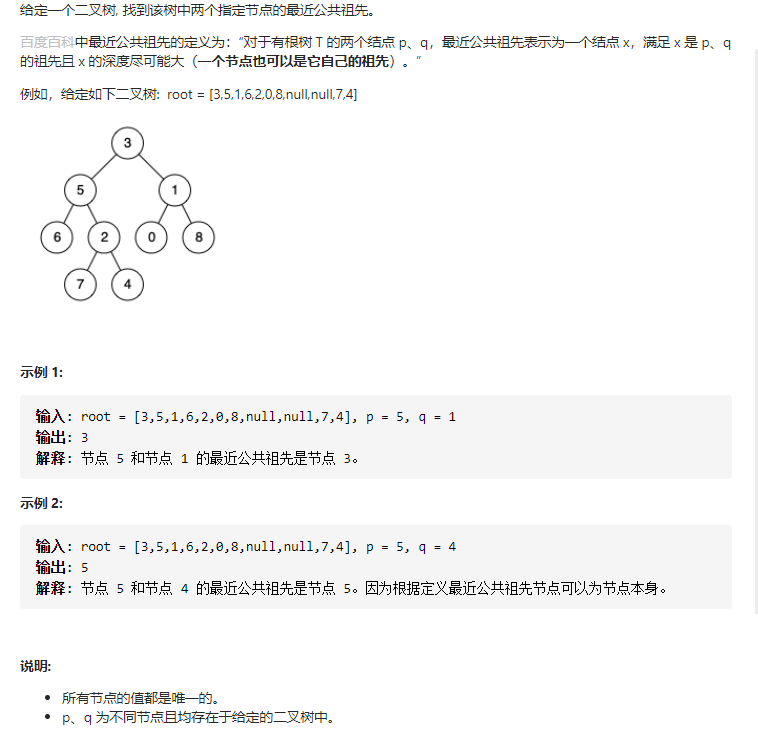 给定一个二叉树, 找到该树中两个指定节点的最近公共祖先。
百度百科中最近公共祖先的定义为：“对于有根树 T 的两个结点 p、q，最近公共祖先表示为一个结点 x，满足 x 是 p、q
的祖先且 x 的深度尽可能大（一个节点也可以是它自己的祖先）。”
例如，给定如下二叉树: root = [3,5,1,6,2,0,8,null,null,7,4]
3
5 1
6 2 0 8
7 4
示例 1:
输入: root = [3,5,1,6,2,0,8,null,null,7,4], p = 5, q = 1
输出: 3
解释: 节点 5 和节点 1 的最近公共祖先是节点 3。
示例 2:
输入: root = [3,5,1,6,2,0,8,null,null,7,4], p = 5, q = 4
输出: 5
解释: 节点 5 和节点 4 的最近公共祖先是节点 5。因为根据定义最近公共祖先节点可以为节点本身。
说明:
• 所有节点的值都是唯一的。
• p、q 为不同节点且均存在于给定的二叉树中。